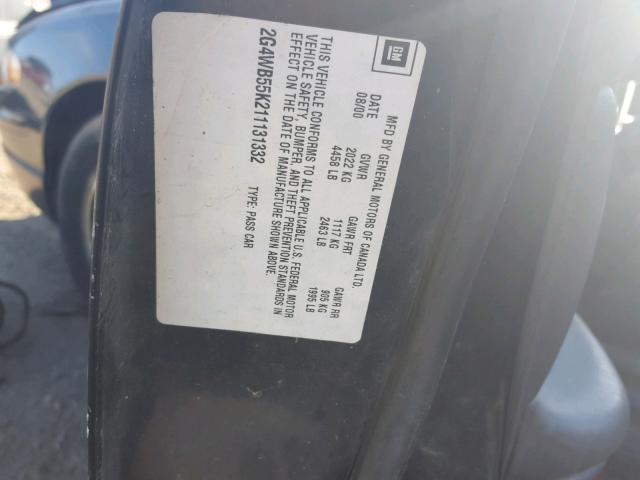 GM
MFD BY GENERAL MOTORS OF CANADA LTD.
DATE GVWR GAWR FRT GAWR RR
08/00 2022 KG 1117 KG 905 KG
4458 LB 2463 LB 1995 LB
THIS VEHICLE CONFORMS TO ALL APPLICABLE U.S. FEDERAL MOTOR
VEHICLE SAFETY, BUMPER, AND THEFT PREVENTION STANDARDS IN
EFFECT ON THE DATE OF MANUFACTURE SHOWN ABOVE.
2G4WB55K211131332 TYPE: PASS CAR